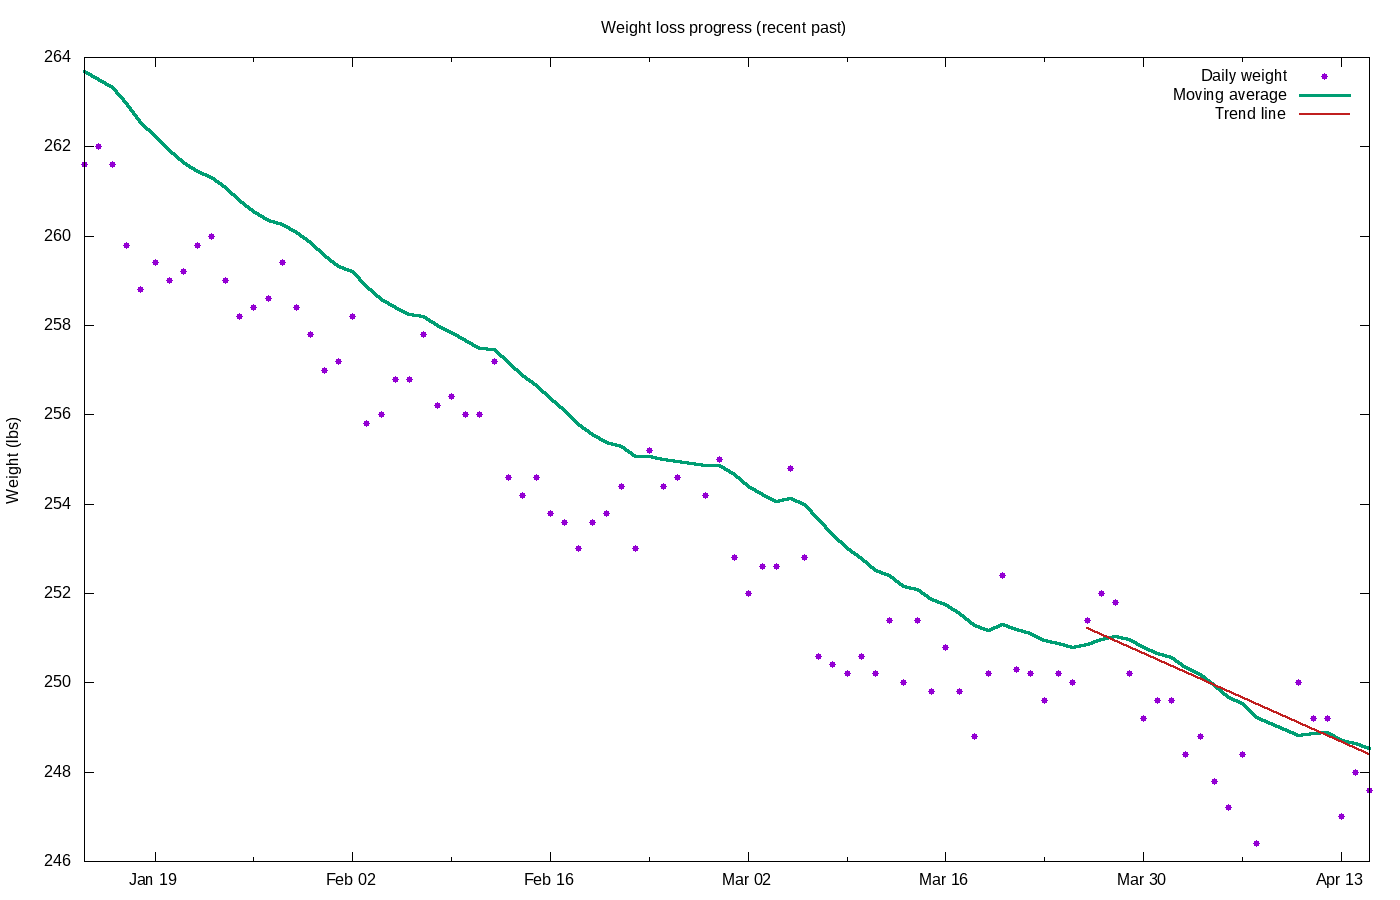 Weight loss progress (recent past)
Daily weight
Moving average
Trend line
Weight (lbs)
264
262
260
258
256
254
252
250
248
246
Jan 19
Feb 02
Feb 16
Mar 02
Mar 16
Mar 30
Apr 13